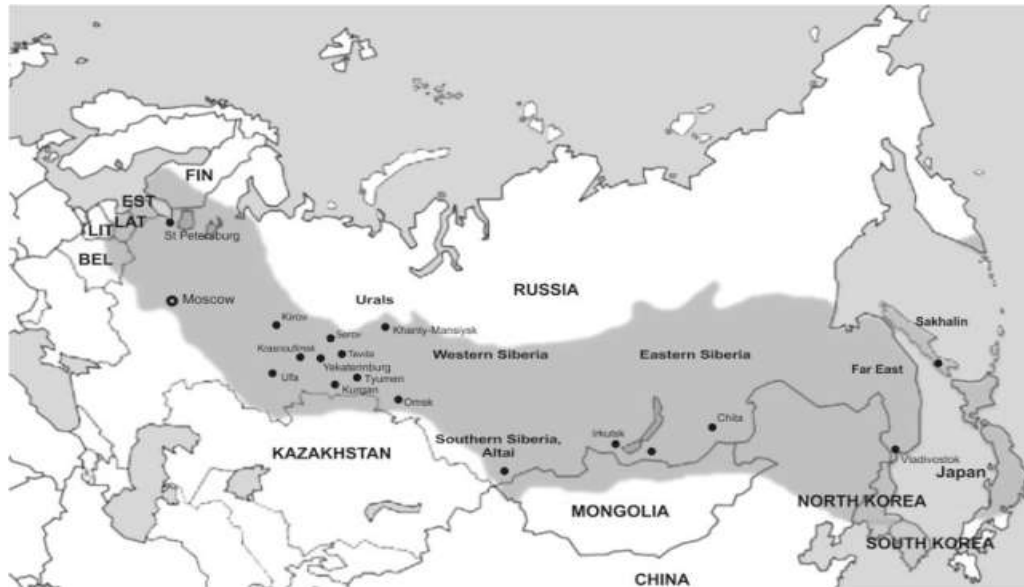 FIN
EST
LAT
LIT
St Petersburg
BEL
Moscow
RUSSIA
Urals
Kirov
Serov
Khanty-Mansiysk
Sakhalin
Krasnoufimsk
Tavda
Western Siberia
Eastern Siberia
Yekaterinburg
Ufa
Tyumen
Far East
Kurgan
Omsk
Chita
Irkutsk
Southern Siberia,
Altai
KAZAKHSTAN
Vladivostok
Japan
NORTH KOREA
MONGOLIA
SOUTH KOREA
CHINA